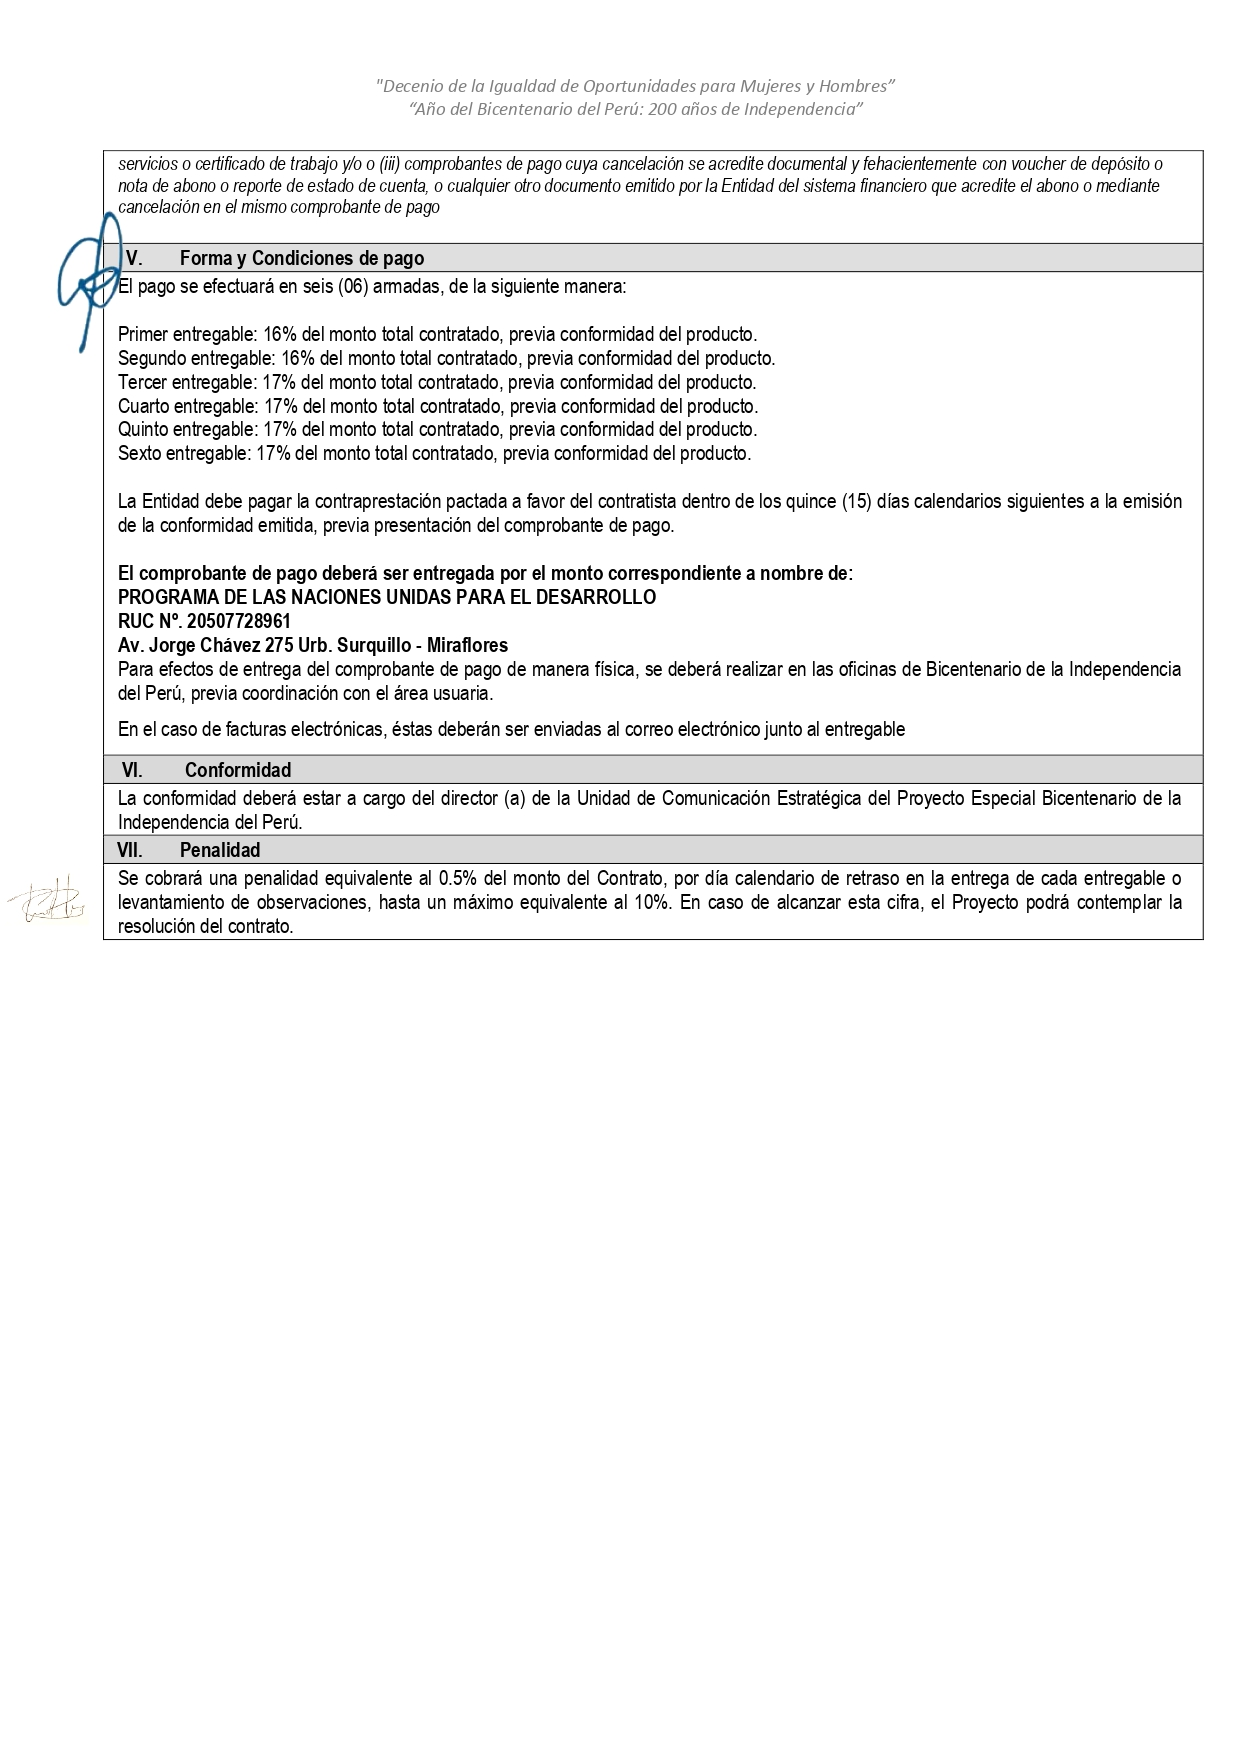 "Decenio de la Igualdad de Oportunidades para Mujeres y Hombres”
“Año del Bicentenario del Perú: 200 años de Independencia”
servicios o certificado de trabajo y/o o (iii) comprobantes de pago cuya cancelación se acredite documental y fehacientemente con voucher de depósito o
nota de abono o reporte de estado de cuenta, o cualquier otro documento emitido por la Entidad del sistema financiero que acredite el abono o mediante
cancelación en el mismo comprobante de pago
V. Forma y Condiciones de pago
El pago se efectuará en seis (06) armadas, de la siguiente manera:
Primer entregable: 16% del monto total contratado, previa conformidad del producto.
Segundo entregable: 16% del monto total contratado, previa conformidad del producto.
Tercer entregable: 17% del monto total contratado, previa conformidad del producto.
Cuarto entregable: 17% del monto total contratado, previa conformidad del producto.
Quinto entregable: 17% del monto total contratado, previa conformidad del producto.
Sexto entregable: 17% del monto total contratado, previa conformidad del producto.
La Entidad debe pagar la contraprestación pactada a favor del contratista dentro de los quince (15) días calendarios siguientes a la emisión
de la conformidad emitida, previa presentación del comprobante de pago.
El comprobante de pago deberá ser entregada por el monto correspondiente a nombre de:
PROGRAMA DE LAS NACIONES UNIDAS PARA EL DESARROLLO
RUC Nº. 20507728961
Av. Jorge Chávez 275 Urb. Surquillo - Miraflores
Para efectos de entrega del comprobante de pago de manera física, se deberá realizar en las oficinas de Bicentenario de la Independencia
del Perú, previa coordinación con el área usuaria.
En el caso de facturas electrónicas, éstas deberán ser enviadas al correo electrónico junto al entregable
VI. Conformidad
La conformidad deberá estar a cargo del director (a) de la Unidad de Comunicación Estratégica del Proyecto Especial Bicentenario de la
Independencia del Perú.
VII. Penalidad
Se cobrará una penalidad equivalente al 0.5% del monto del Contrato, por día calendario de retraso en la entrega de cada entregable o
levantamiento de observaciones, hasta un máximo equivalente al 10%. En caso de alcanzar esta cifra, el Proyecto podrá contemplar la
resolución del contrato.